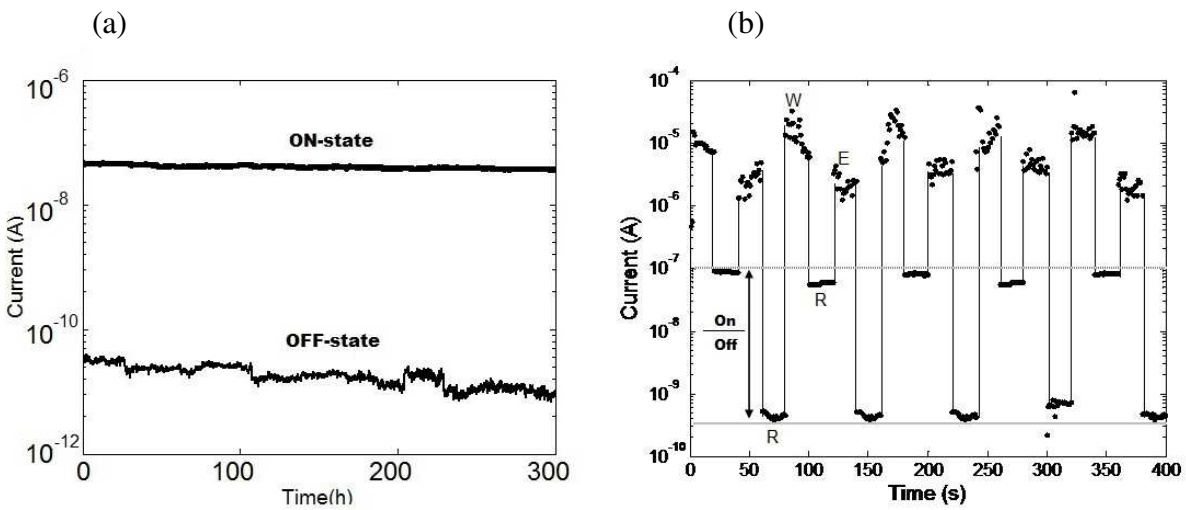 (a)
(b)
10^-6
10^-8
10^-10
10^-12
Current (A)
ON-state
OFF-state
0
100
200
300
Time(h)
10^-4
10^-5
10^-6
10^-7
10^-8
10^-9
10^-10
Current (A)
W
E
R
On
Off
R
0
50
100
150
200
250
300
350
400
Time (s)